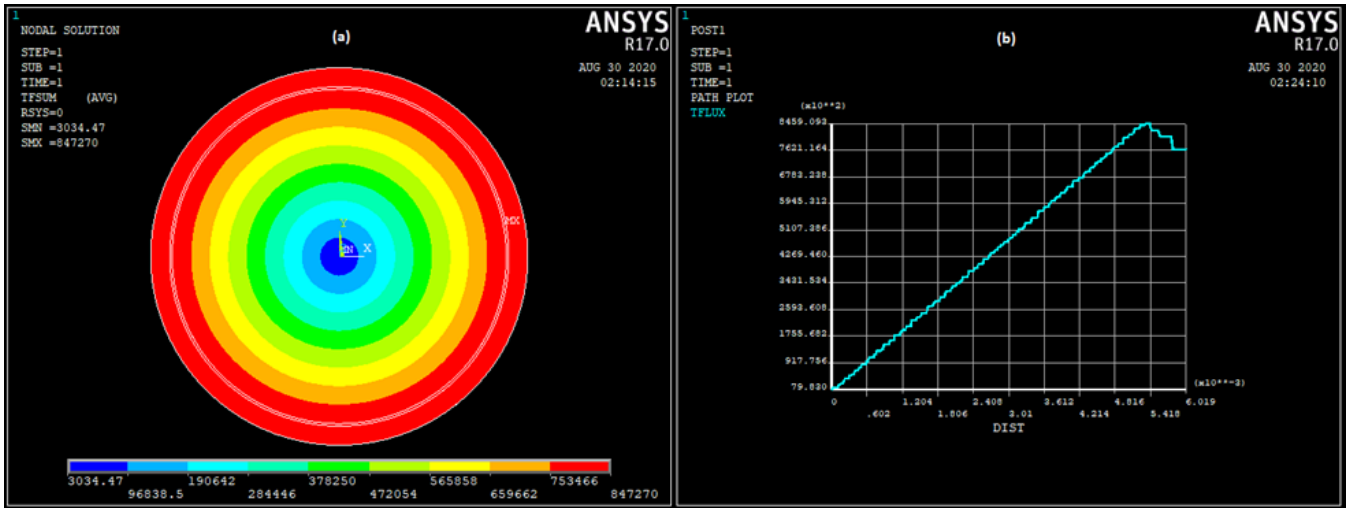 1
NODAL SOLUTION
STEP=1
SUB =1
TIME=1
TFSUM (AVG)
RSYS=0
SMN =3034.47
SMX =847270
(a)
ANSYS
R17.0
AUG 30 2020
02:14:15
Y
X
MX
3034.47 190642 378250 565858 753466
96838.5 284446 472054 659662 847270
1
POST1
STEP=1
SUB =1
TIME=1
PATH PLOT
TFLUX
(b)
ANSYS
R17.0
AUG 30 2020
02:24:10
(x10**2)
8459.093
7621.164
6783.238
5945.312
5107.386
4269.460
3431.534
2593.608
1755.682
917.756
79.830
(x10**-3)
0 1.204 2.408 3.612 4.816 6.019
.602 1.806 3.01 4.214 5.418
DIST